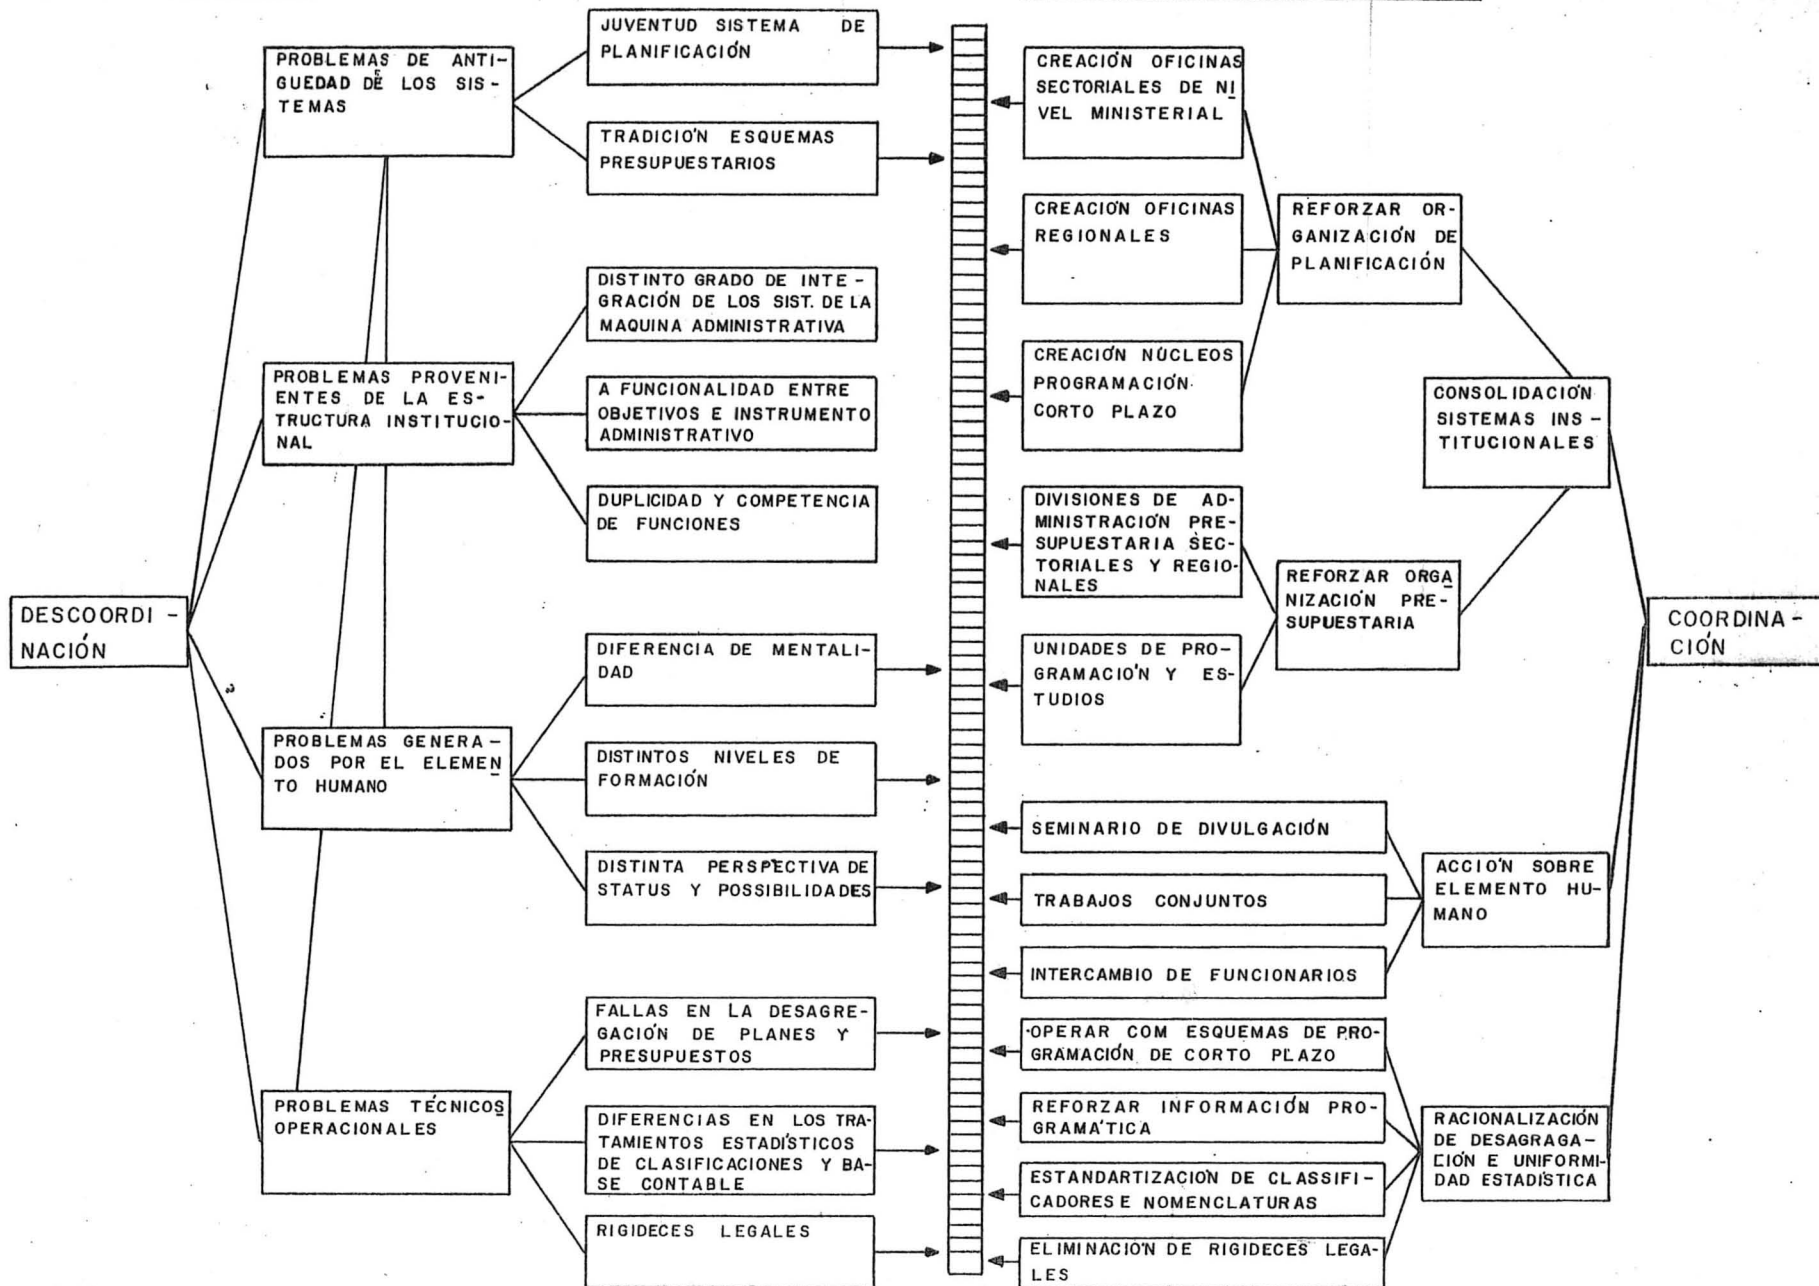 DESCOORDI -
NACIÓN
PROBLEMAS DE ANTI-
GUEDAD DE LOS SIS -
TEMAS
PROBLEMAS PROVENI-
ENTES DE LA ES-
TRUCTURA INSTITUCIO-
NAL
PROBLEMAS GENERA-
DOS POR EL ELEMEN
TO HUMANO
PROBLEMAS TÉCNICOS
OPERACIONALES
JUVENTUD SISTEMA DE
PLANIFICACIÓN
TRADICIÓN ESQUEMAS
PRESUPUESTARIOS
DISTINTO GRADO DE INTE -
GRACIÓN DE LOS SIST. DE LA
MAQUINA ADMINISTRATIVA
A FUNCIONALIDAD ENTRE
OBJETIVOS E INSTRUMENTO
ADMINISTRATIVO
DUPLICIDAD Y COMPETENCIA
DE FUNCIONES
DIFERENCIA DE MENTALI-
DAD
DISTINTOS NIVELES DE
FORMACIÓN
DISTINTA PERSPECTIVA DE
STATUS Y POSSIBILIDADES
FALLAS EN LA DESAGRE-
GACIÓN DE PLANES Y
PRESUPUESTOS
DIFERENCIAS EN LOS TRA-
TAMIENTOS ESTADÍSTICOS
DE CLASIFICACIONES Y BA-
SE CONTABLE
RIGIDECES LEGALES
CREACIÓN OFICINAS
SECTORIALES DE NI
VEL MINISTERIAL
CREACIÓN OFICINAS
REGIONALES
CREACIÓN NÚCLEOS
PROGRAMACIÓN
CORTO PLAZO
DIVISIONES DE AD-
MINISTRACIÓN PRE-
SUPUESTARIA SEC-
TORIALES Y REGIO-
NALES
UNIDADES DE PRO-
GRAMACIÓN Y ES-
TUDIOS
SEMINARIO DE DIVULGACIÓN
TRABAJOS CONJUNTOS
INTERCAMBIO DE FUNCIONARIOS
OPERAR COM ESQUEMAS DE PRO-
GRAMACIÓN DE CORTO PLAZO
REFORZAR INFORMACIÓN PRO-
GRAMÁTICA
ESTANDARTIZACIÓN DE CLASSIFI-
CADORES E NOMENCLATURAS
ELIMINACIÓN DE RIGIDECES LEGA-
LES
REFORZAR OR-
GANIZACIÓN DE
PLANIFICACIÓN
REFORZAR ORGA
NIZACIÓN PRE-
SUPUESTARIA
CONSOLIDACIÓN
SISTEMAS INS -
TITUCIONALES
ACCIÓN SOBRE
ELEMENTO HU-
MANO
RACIONALIZACIÓN
DE DESAGRAGA-
CIÓN E UNIFORMI-
DAD ESTADÍSTICA
COORDINA -
CIÓN